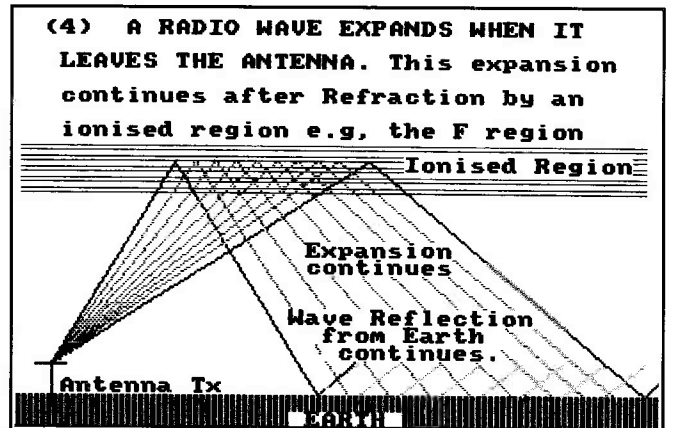 (4) A RADIO WAVE EXPANDS WHEN IT
LEAVES THE ANTENNA. This expansion
continues after Refraction by an
ionised region e.g, the F region
Ionised Region
Expansion
continues
Wave Reflection
from Earth
continues.
Antenna Tx
EARTH